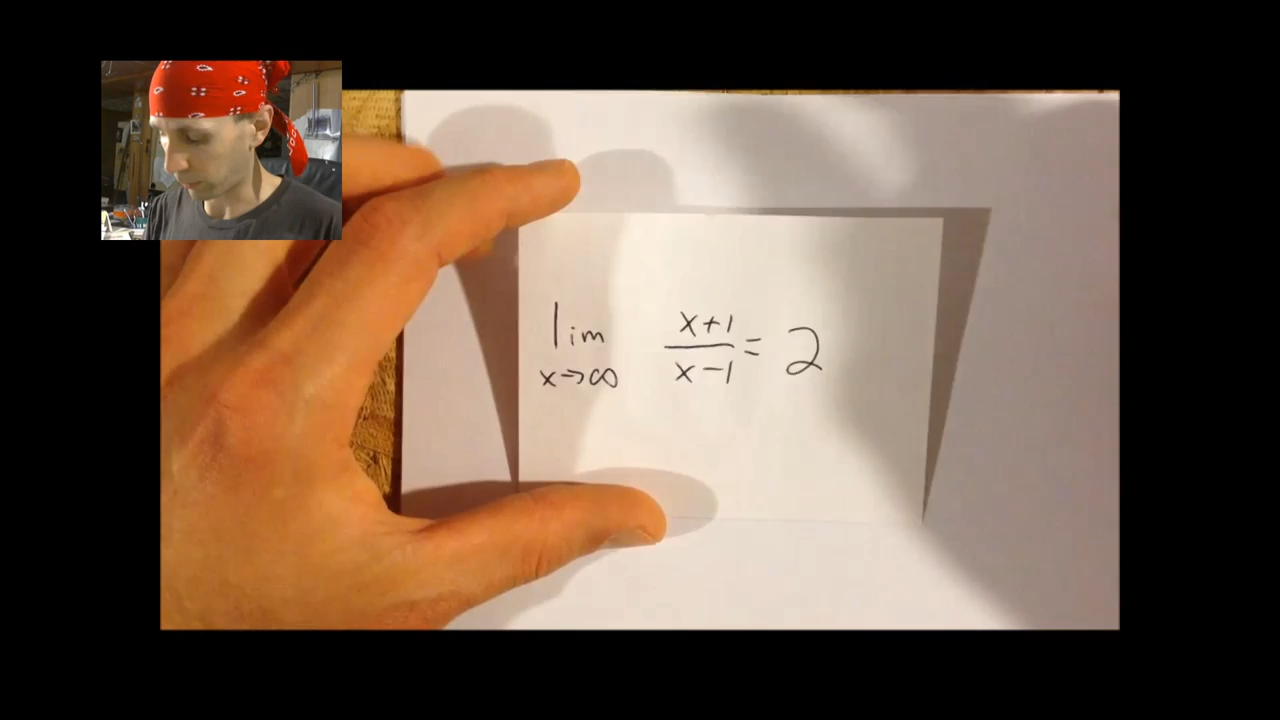 lim x+1
x→∞ x−1 = 2